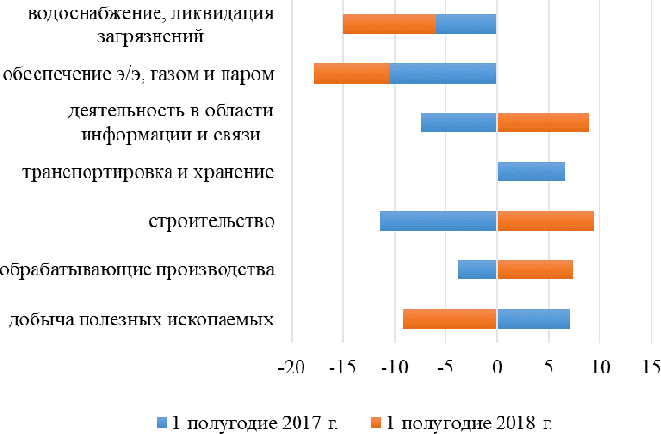 водоснабжение, ликвидация
загрязнений
обеспечение э/э, газом и паром
деятельность в области
информации и связи
транспортировка и хранение
строительство
обрабатывающие производства
добыча полезных ископаемых
-20 -15 -10 -5 0 5 10 15
1 полугодие 2017 г. 1 полугодие 2018 г.